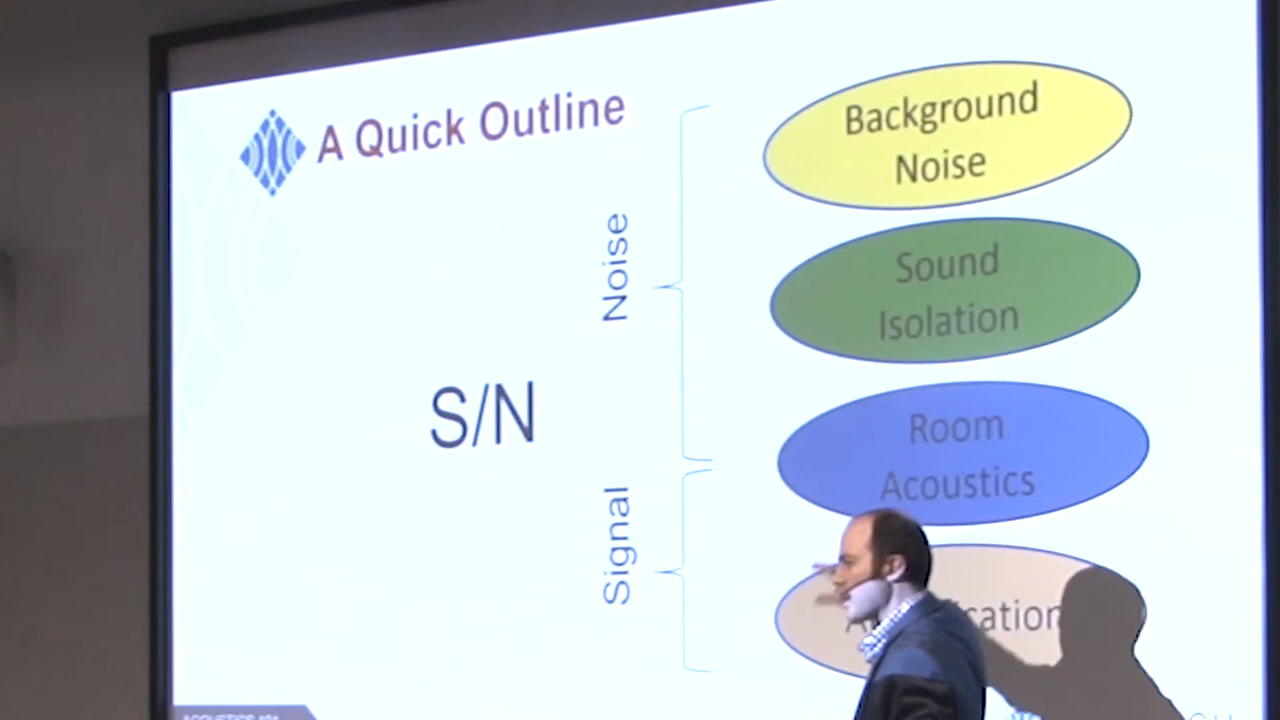 A Quick Outline
Background
Noise
Noise
Sound
Isolation
S/N
Room
Acoustics
Signal